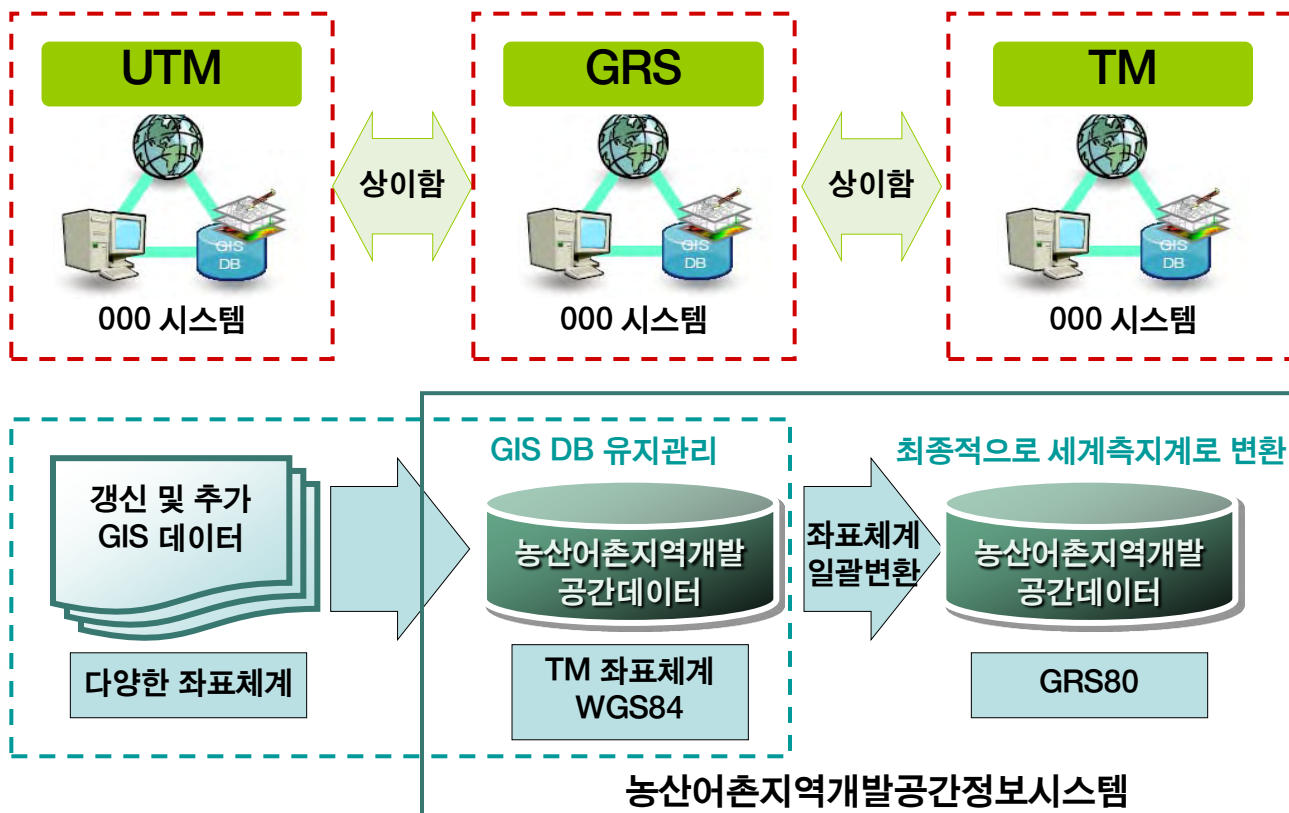 UTM
GRS
TM
상이함
상이함
GIS
DB
GIS
DB
GIS
DB
000 시스템
000 시스템
000 시스템
GIS DB 유지관리
최종적으로 세계측지계로 변환
갱신 및 추가
GIS 데이터
농산어촌지역개발
공간데이터
좌표체계
일괄변환
농산어촌지역개발
공간데이터
다양한 좌표체계
TM 좌표체계
WGS84
GRS80
농산어촌지역개발공간정보시스템